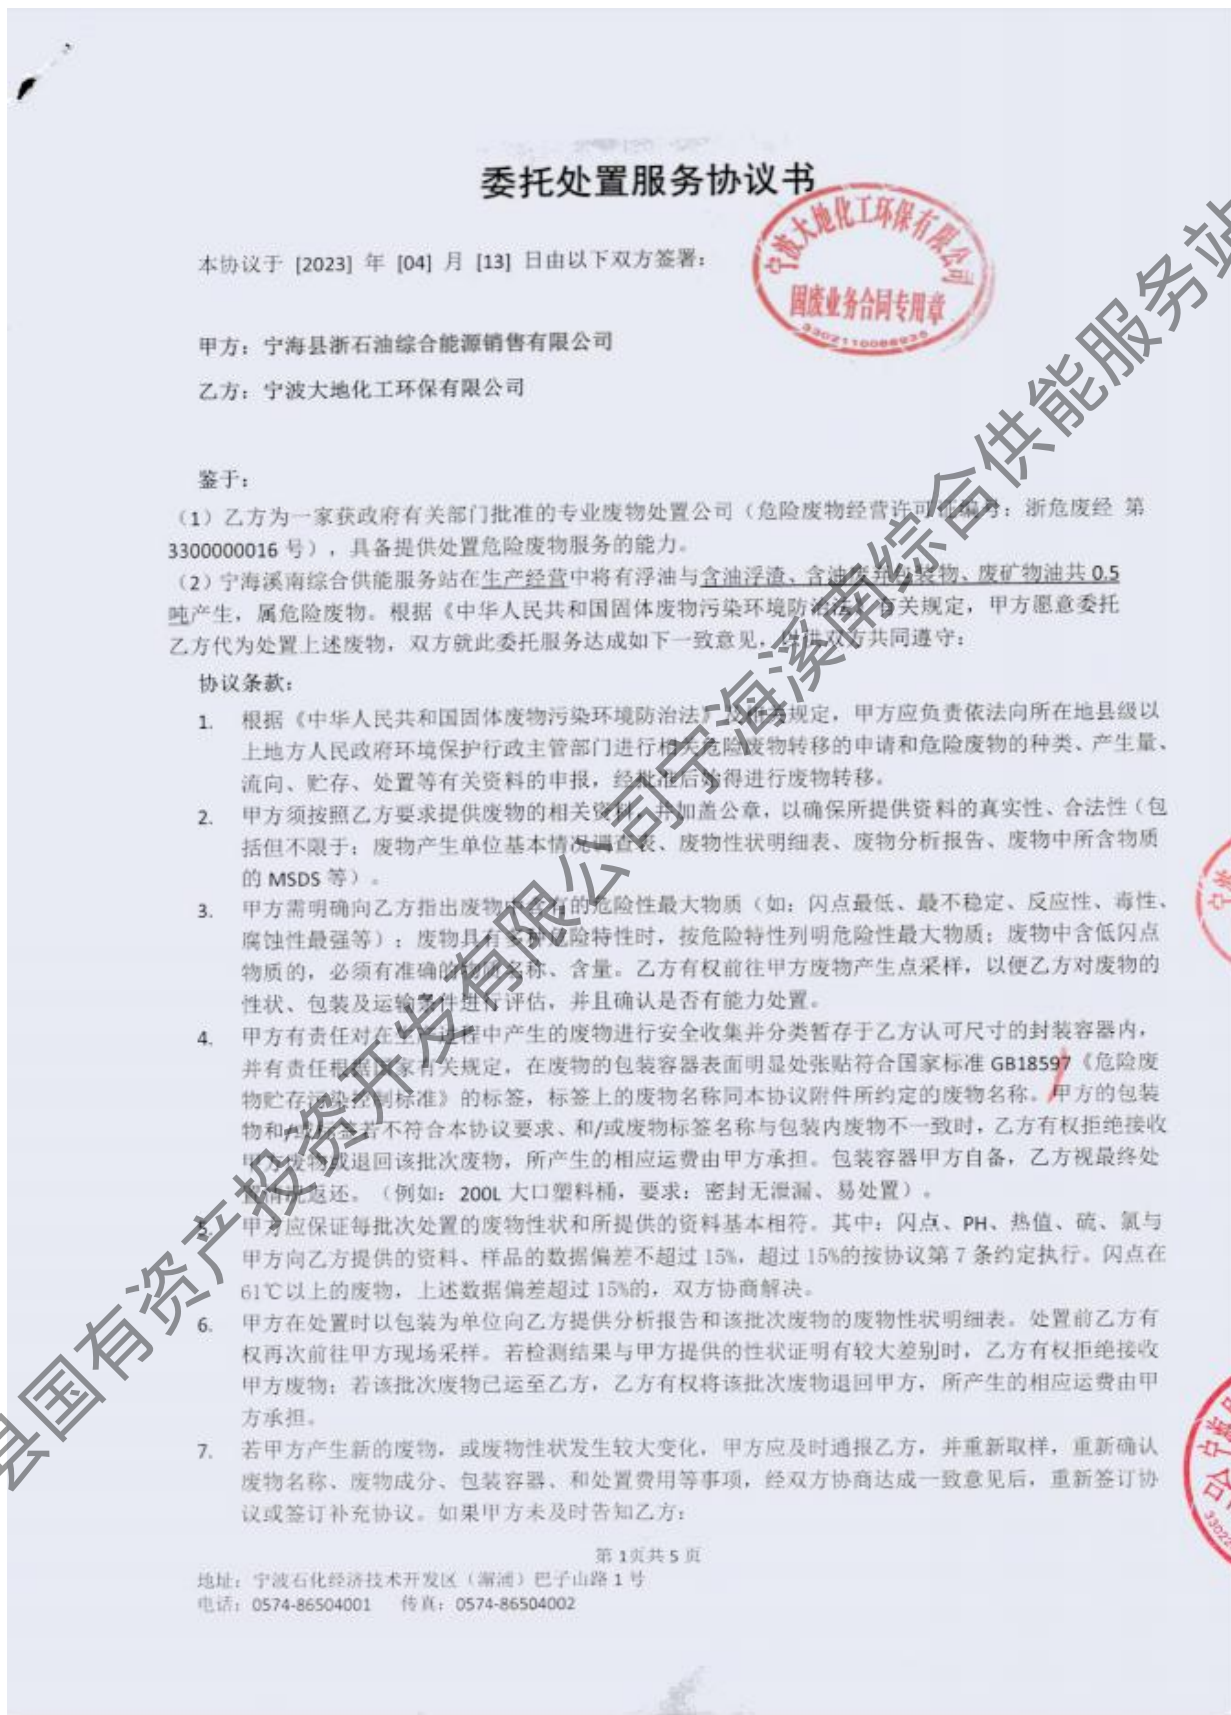 委托处置服务协议书
宁波大地化工环保有限公司
固废业务合同专用章
本协议于 [2023] 年 [04] 月 [13] 日由以下双方签署：
甲方：宁海县浙石油综合能源销售有限公司
乙方：宁波大地化工环保有限公司
鉴于：
（1）乙方为一家获政府有关部门批准的专业废物处置公司（危险废物经营许可证编号：浙危废经 第
3300000016 号），具备提供处置危险废物服务的能力。
（2）宁海溪南综合供能服务站在生产经营中将有浮油与含油浮渣、含油废弃包装物、废矿物油共 0.5
吨产生，属危险废物。根据《中华人民共和国固体废物污染环境防治法》有关规定，甲方愿意委托
乙方代为处置上述废物，双方就此委托服务达成如下一致意见，以供双方共同遵守：
协议条款：
1. 根据《中华人民共和国固体废物污染环境防治法》及相关规定，甲方应负责依法向所在地县级以
上地方人民政府环境保护行政主管部门进行相关危险废物转移的申请和危险废物的种类、产生量、
流向、贮存、处置等有关资料的申报，经批准后始得进行废物转移。
2. 甲方须按照乙方要求提供废物的相关资料，并加盖公章，以确保所提供资料的真实性、合法性（包
括但不限于：废物产生单位基本情况调查表、废物性状明细表、废物分析报告、废物中所含物质
的 MSDS 等）。
3. 甲方需明确向乙方指出废物中含有的危险性最大物质（如：闪点最低、最不稳定、反应性、毒性、
腐蚀性最强等）；废物具有多种危险特性时，按危险特性列明危险性最大物质；废物中含低闪点
物质的，必须有准确的物质名称、含量。乙方有权前往甲方废物产生点采样，以便乙方对废物的
性状、包装及运输条件进行评估，并且确认是否有能力处置。
4. 甲方有责任对在生产过程中产生的废物进行安全收集并分类暂存于乙方认可尺寸的封装容器内，
并有责任根据国家有关规定，在废物的包装容器表面明显处张贴符合国家标准 GB18597《危险废
物贮存污染控制标准》的标签，标签上的废物名称同本协议附件所约定的废物名称。甲方的包装
物和/或标签若不符合本协议要求、和/或废物标签名称与包装内废物不一致时，乙方有权拒绝接收
甲方废物或退回该批次废物，所产生的相应运费由甲方承担。包装容器甲方自备，乙方视最终处
置情况返还。（例如：200L 大口塑料桶，要求：密封无泄漏、易处置）。
5. 甲方应保证每批次处置的废物性状和所提供的资料基本相符。其中：闪点、PH、热值、硫、氯与
甲方向乙方提供的资料、样品的数据偏差不超过 15%，超过 15%的按协议第 7 条约定执行。闪点在
61℃以上的废物，上述数据偏差超过 15%的，双方协商解决。
6. 甲方在处置时以包装为单位向乙方提供分析报告和该批次废物的废物性状明细表。处置前乙方有
权再次前往甲方现场采样。若检测结果与甲方提供的性状证明有较大差别时，乙方有权拒绝接收
甲方废物；若该批次废物已运至乙方，乙方有权将该批次废物退回甲方，所产生的相应运费由甲
方承担。
7. 若甲方产生新的废物，或废物性状发生较大变化，甲方应及时通报乙方，并重新取样，重新确认
废物名称、废物成分、包装容器、和处置费用等事项，经双方协商达成一致意见后，重新签订协
议或签订补充协议。如果甲方未及时告知乙方：
第 1页共 5 页
地址：宁波石化经济技术开发区（澥浦）巴子山路 1 号
电话：0574-86504001 传真：0574-86504002
县国有资产投资开发有限公司宁海溪南综合供能服务站